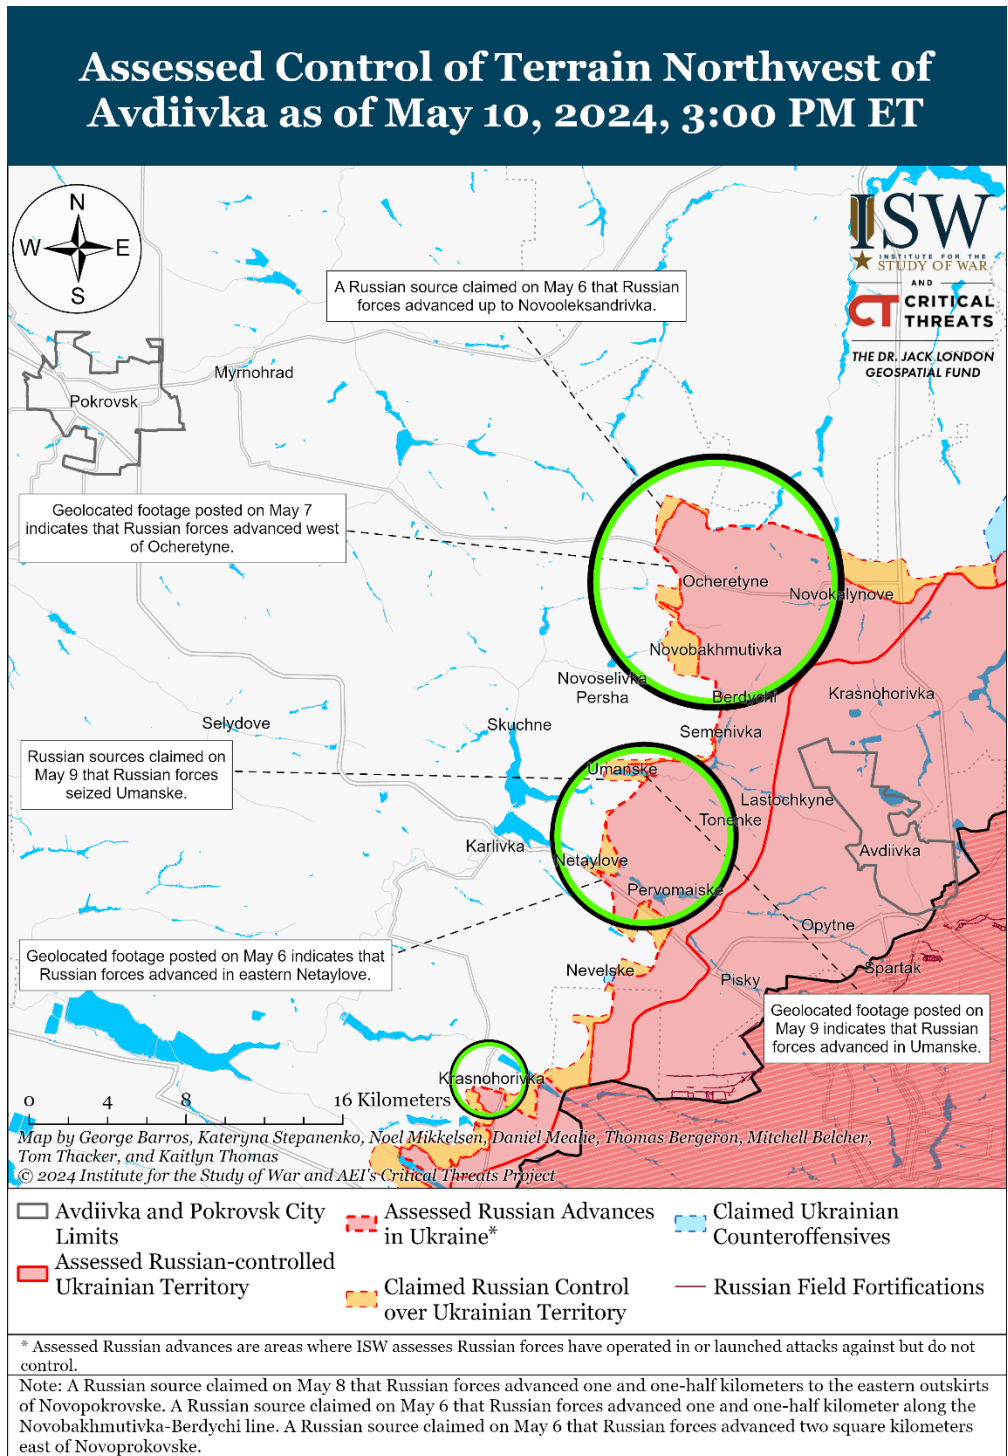 Assessed Control of Terrain Northwest of
Avdiivka as of May 10, 2024, 3:00 PM ET
N
W
E
S
ISW
INSTITUTE FOR THE
STUDY OF WAR
AND
CT CRITICAL
THREATS
THE DR. JACK LONDON
GEOSPATIAL FUND
A Russian source claimed on May 6 that Russian
forces advanced up to Novooleksandrivka.
Myrnohrad
Pokrovsk
Geolocated footage posted on May 7
indicates that Russian forces advanced west
of Ocheretyne.
Ocheretyne
Novokalynove
Novobakhmutivka
Novoselivka
Persha
Berdychi
Krasnohorivka
Selydove
Skuchne
Semenivka
Russian sources claimed on
May 9 that Russian forces
seized Umanske.
Umanske
Lastochkyne
Tonenke
Karlivka
Avdiivka
Netaylove
Pervomaiske
Opytne
Geolocated footage posted on May 6 indicates that
Russian forces advanced in eastern Netaylove.
Nevelske
Pisky
Spartak
Geolocated footage posted on
May 9 indicates that Russian
forces advanced in Umanske.
Krasnohorivka
0 4 8 16 Kilometers
Map by George Barros, Kateryna Stepanenko, Noel Mikkelsen, Daniel Mealie, Thomas Bergeron, Mitchell Belcher,
Tom Thacker, and Kaitlyn Thomas
© 2024 Institute for the Study of War and AEI's Critical Threats Project
Avdiivka and Pokrovsk City
Limits
Assessed Russian-controlled
Ukrainian Territory
Assessed Russian Advances
in Ukraine*
Claimed Russian Control
over Ukrainian Territory
Claimed Ukrainian
Counteroffensives
Russian Field Fortifications
* Assessed Russian advances are areas where ISW assesses Russian forces have operated in or launched attacks against but do not
control.
Note: A Russian source claimed on May 8 that Russian forces advanced one and one-half kilometers to the eastern outskirts
of Novopokrovske. A Russian source claimed on May 6 that Russian forces advanced one and one-half kilometer along the
Novobakhmutivka-Berdychi line. A Russian source claimed on May 6 that Russian forces advanced two square kilometers
east of Novoprokovske.